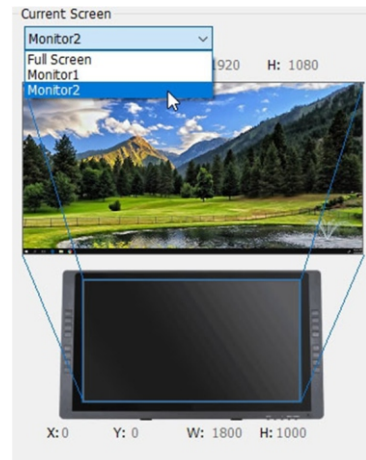 Current Screen
Monitor2
Full Screen
Monitor1
Monitor2
1920 H: 1080
X: 0 Y: 0 W: 1800 H: 1000